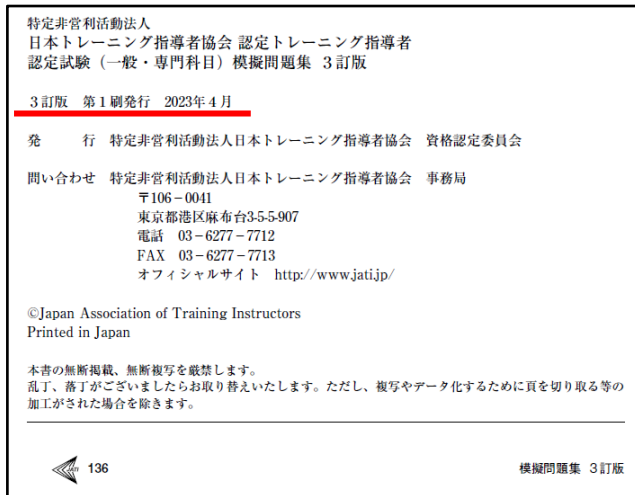 特定非営利活動法人
日本トレーニング指導者協会 認定トレーニング指導者
認定試験（一般・専門科目）模擬問題集 ３訂版
３訂版 第１刷発行 2023年４月
発　　行 特定非営利活動法人日本トレーニング指導者協会 資格認定委員会
問い合わせ 特定非営利活動法人日本トレーニング指導者協会 事務局
〒106－0041
東京都港区麻布台3-5-5-907
電話 03－6277－7712
FAX 03－6277－7713
オフィシャルサイト http://www.jati.jp/
©Japan Association of Training Instructors
Printed in Japan
本書の無断掲載、無断複写を厳禁します。
乱丁、落丁がございましたらお取り替えいたします。ただし、複写やデータ化するために頁を切り取る等の
加工がされた場合を除きます。
JATI 136 模擬問題集 ３訂版